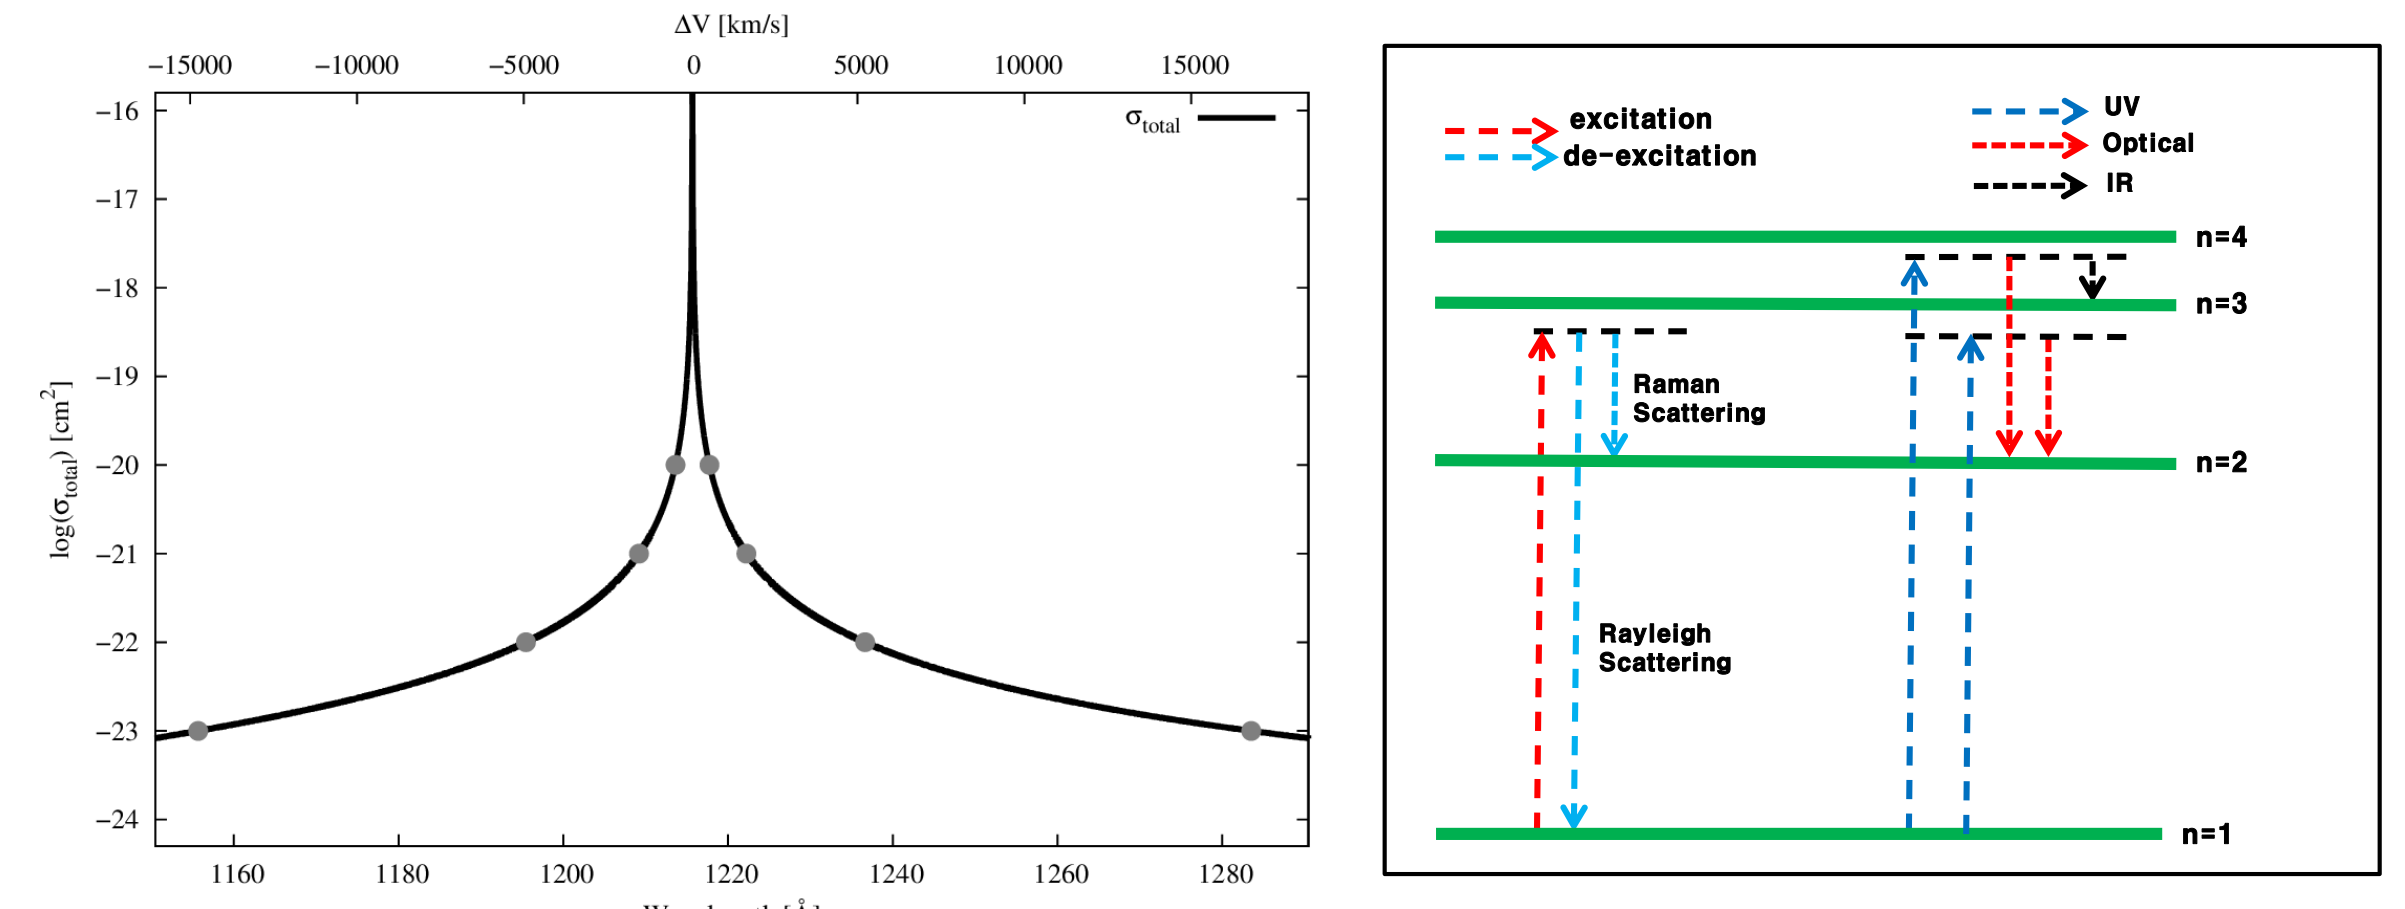 ΔV [km/s]
−15000 −10000 −5000 0 5000 10000 15000
σtotal
log(σtotal) [cm2]
−16
−17
−18
−19
−20
−21
−22
−23
−24
1160 1180 1200 1220 1240 1260 1280
excitation
de-excitation
UV
Optical
IR
n=4
n=3
Raman
Scattering
n=2
Rayleigh
Scattering
n=1